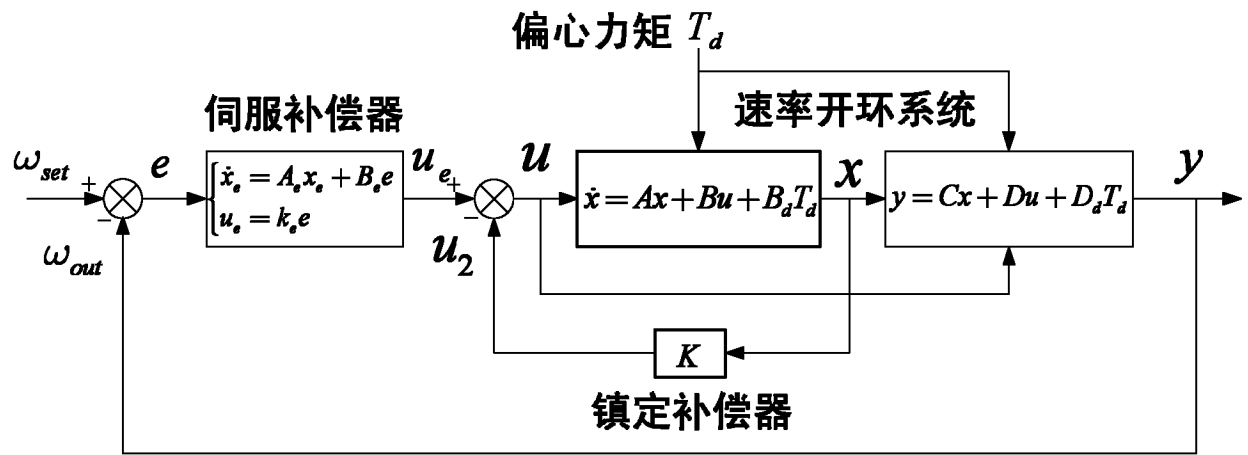 偏心力矩 T_d
伺服补偿器
速率开环系统
ω_set
+
−
e
ẋ_e = A_e x_e + B_e e
u_e = k_e e
u_e
+
−
u
ẋ = Ax + Bu + B_d T_d
x
y = Cx + Du + D_d T_d
y
ω_out
u_2
K
镇定补偿器